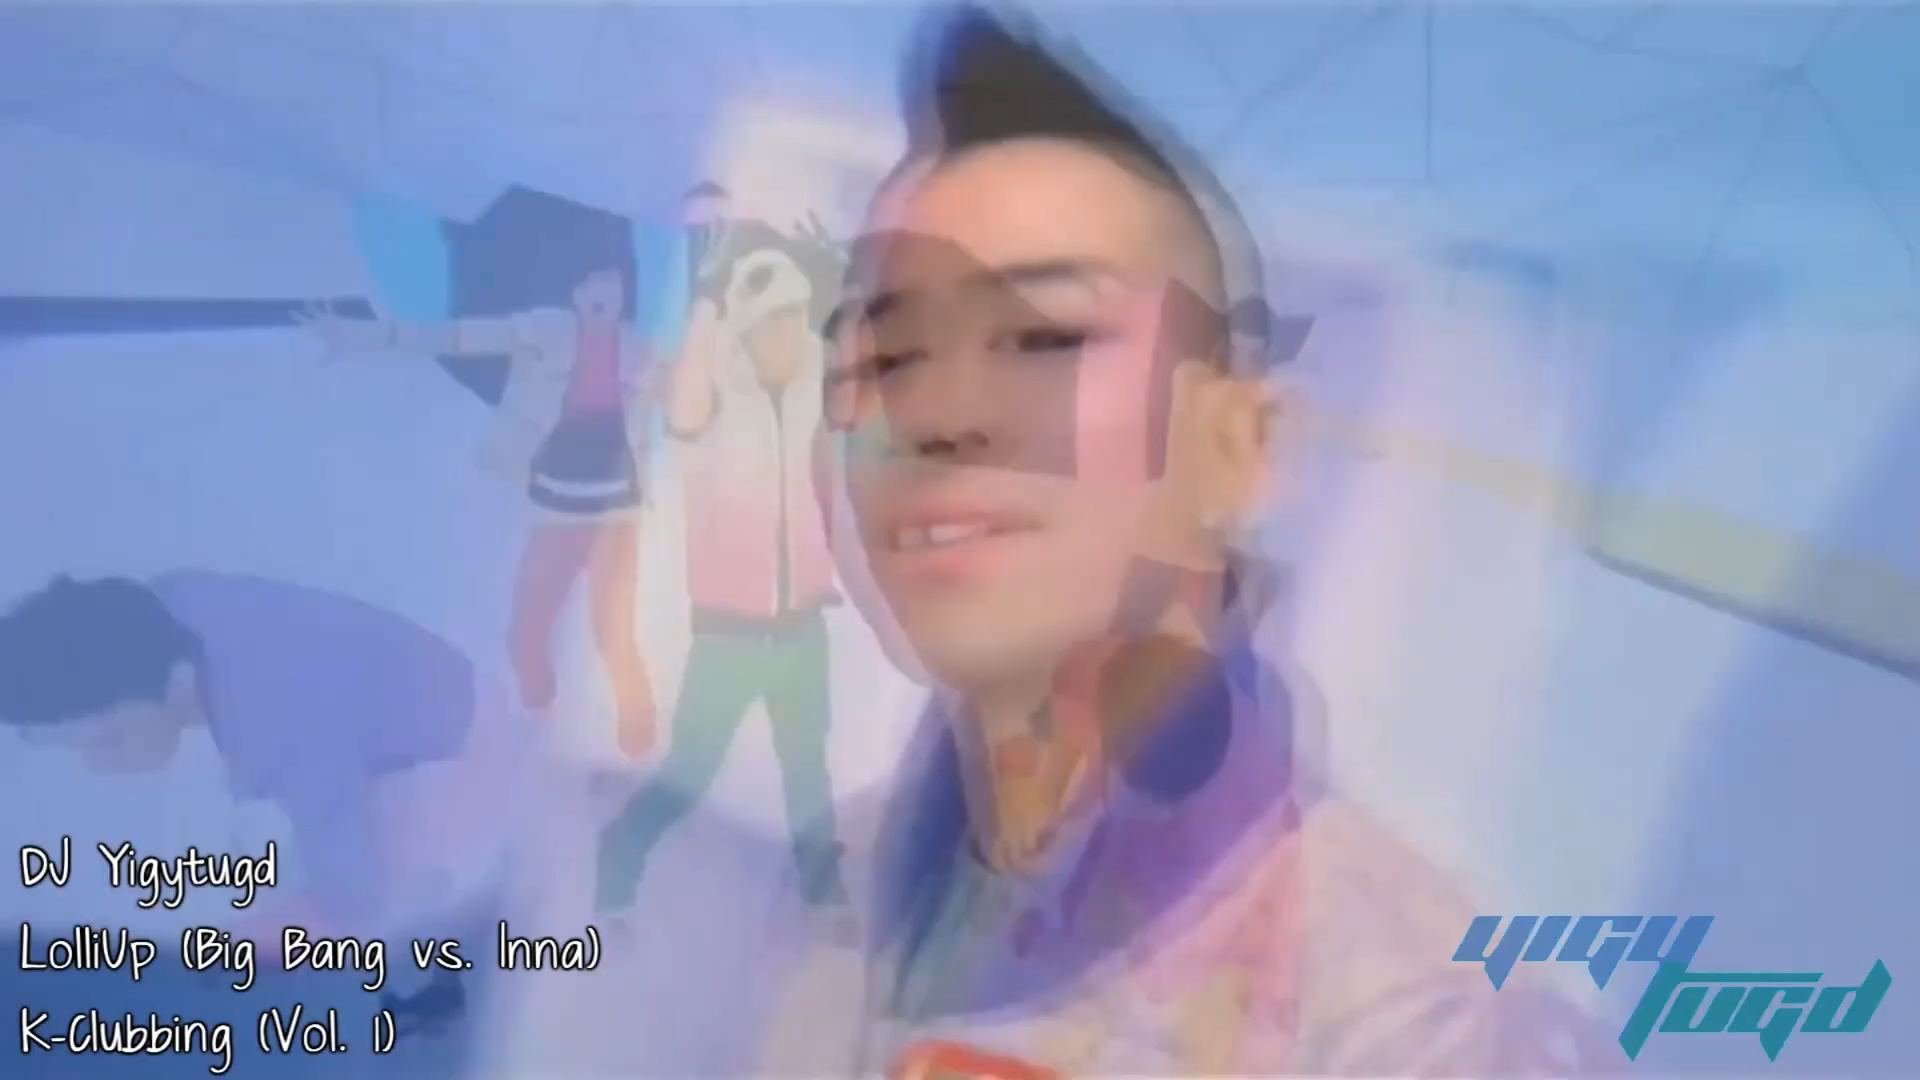 DJ Yigytugd
LolliUp (Big Bang vs. Inna)
K-Clubbing (Vol. 1)
YIGY
TUGD